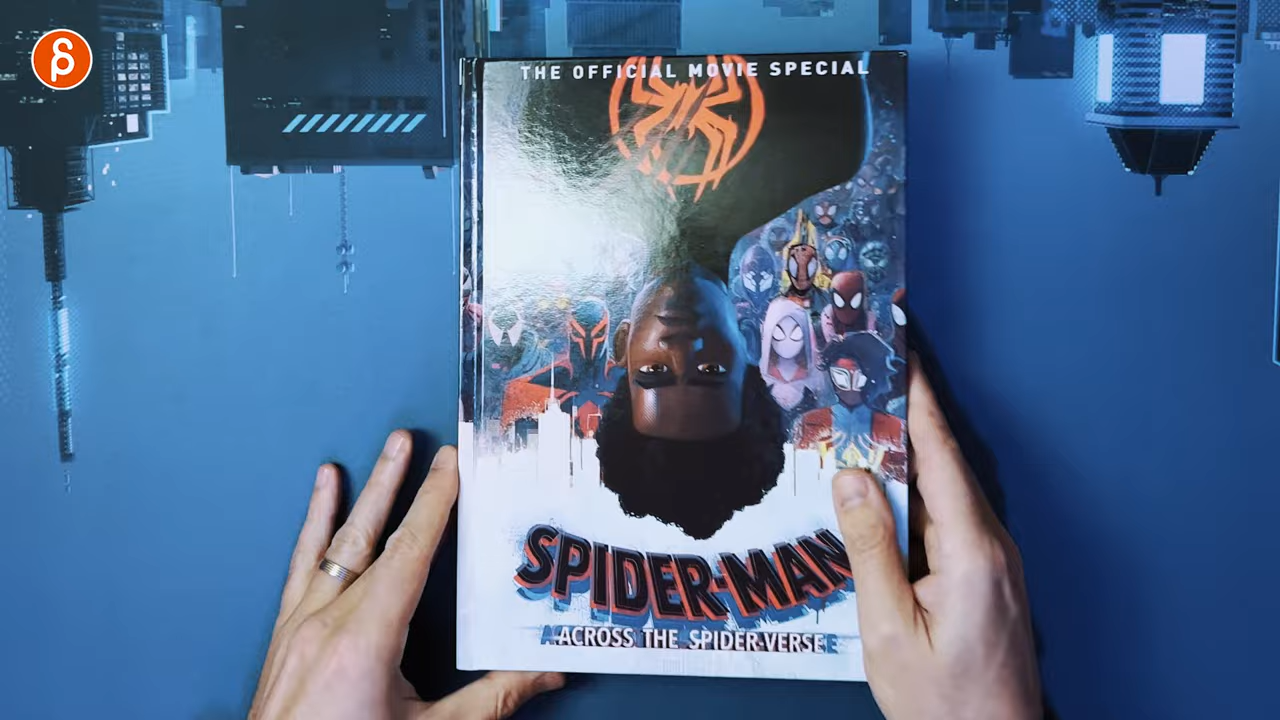 THE OFFICIAL MOVIE SPECIAL
SPIDER-MAN
ACROSS THE SPIDER-VERSE